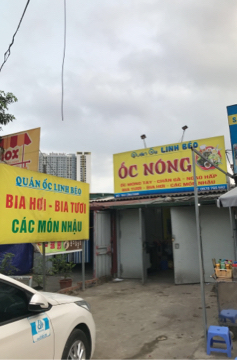 QUÁN ỐC LINH BÉO
ỐC NÓNG
QUÁN ỐC LINH BÉO
BIA HƠI - BIA TƯƠI
CÁC MÓN NHẬU